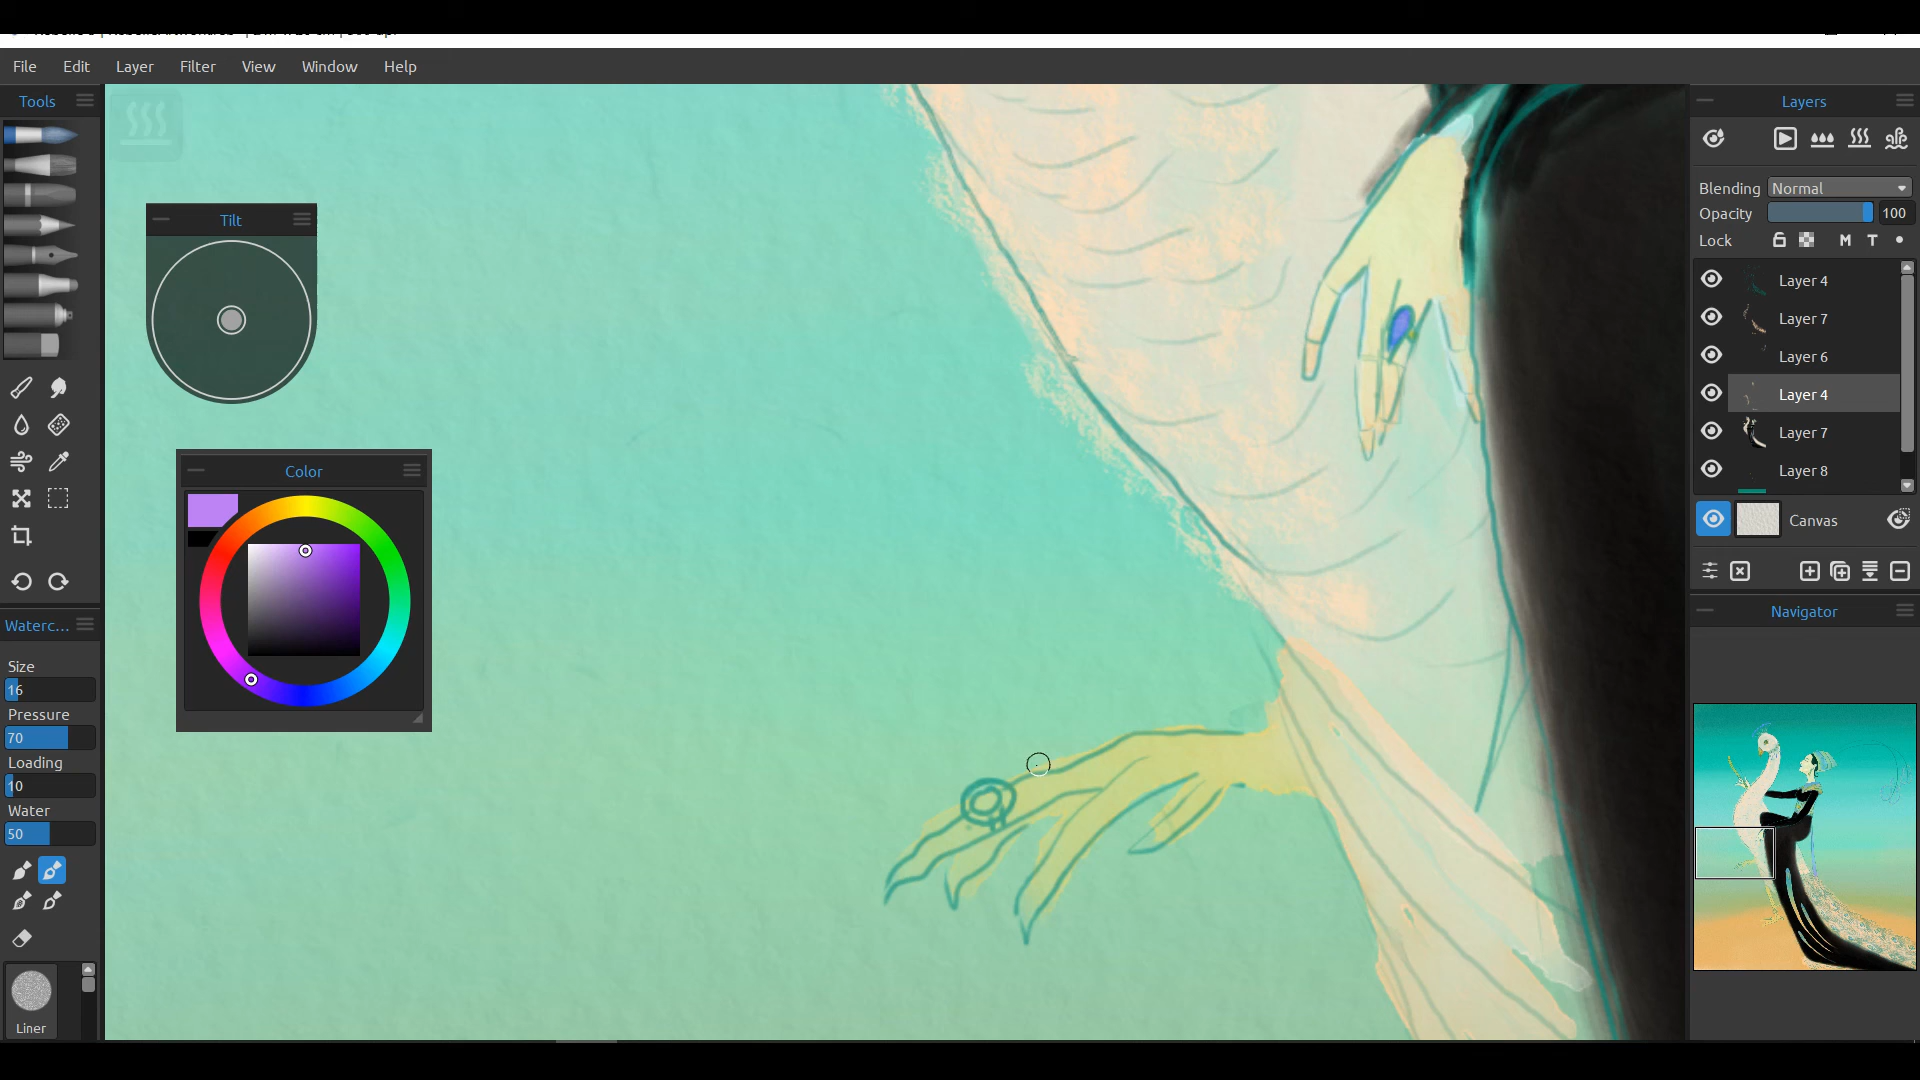 File Edit Layer Filter View Window Help
Tools
Tilt
Color
Waterc...
Size
16
Pressure
70
Loading
10
Water
50
Liner
Layers
Blending Normal
Opacity 100
Lock M T
Layer 4
Layer 7
Layer 6
Layer 4
Layer 7
Layer 8
Canvas
Navigator